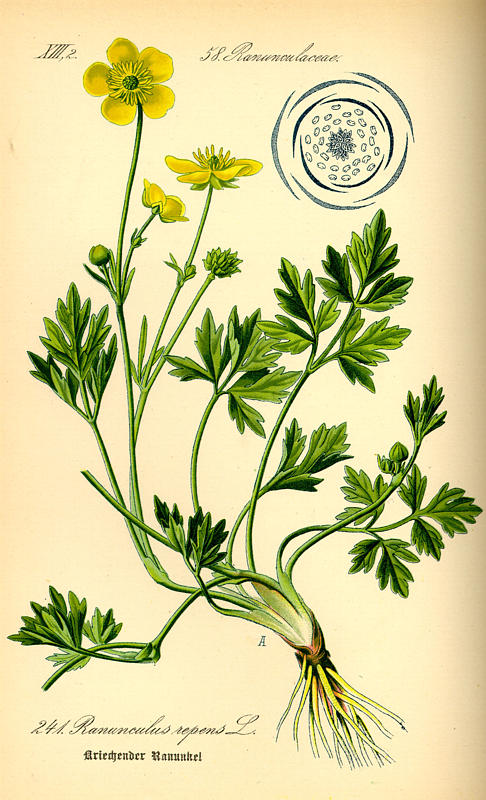 XIII,2.
58. Ranunculaceae.
A
241. Ranunculus repens L.
Kriechender Ranunkel